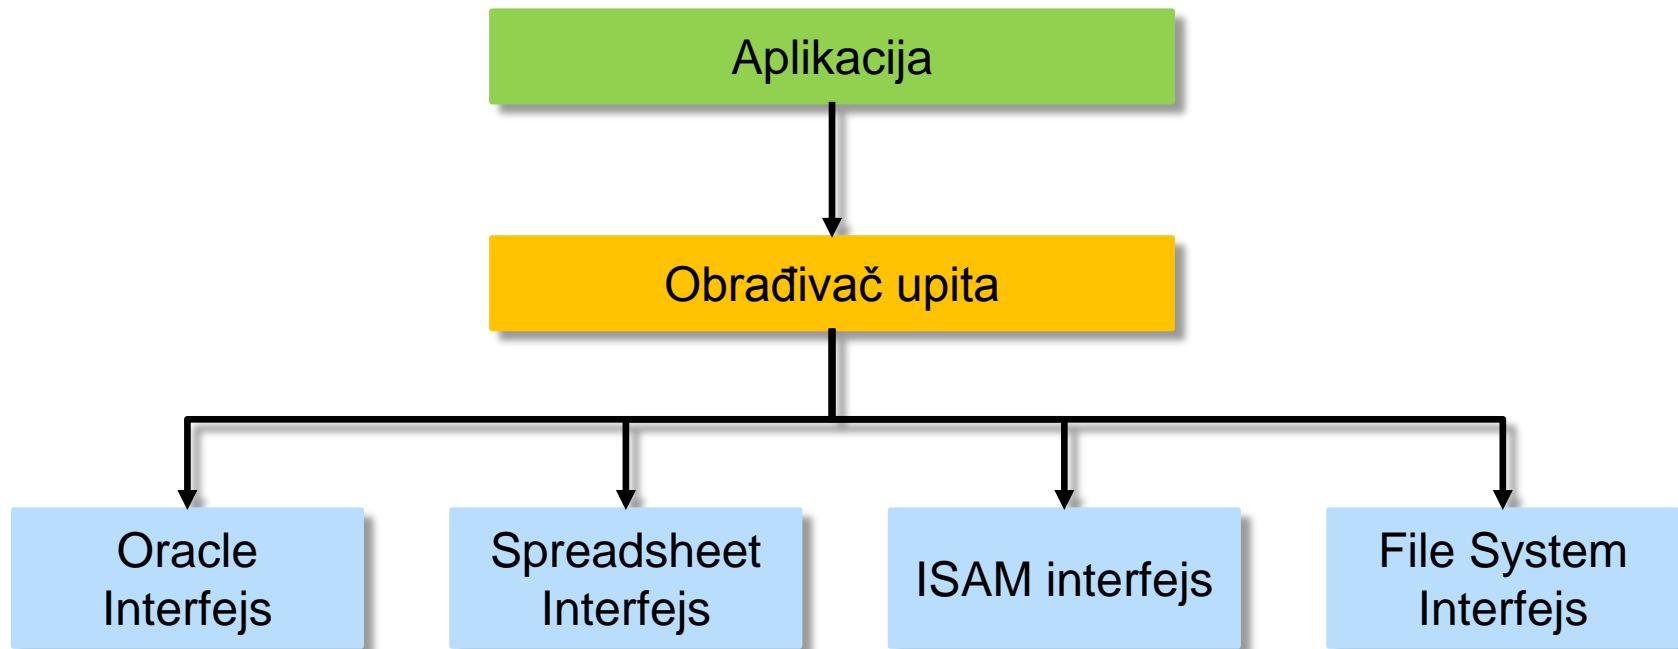 Aplikacija
Obrađivač upita
Oracle
Interfejs
Spreadsheet
Interfejs
ISAM interfejs
File System
Interfejs